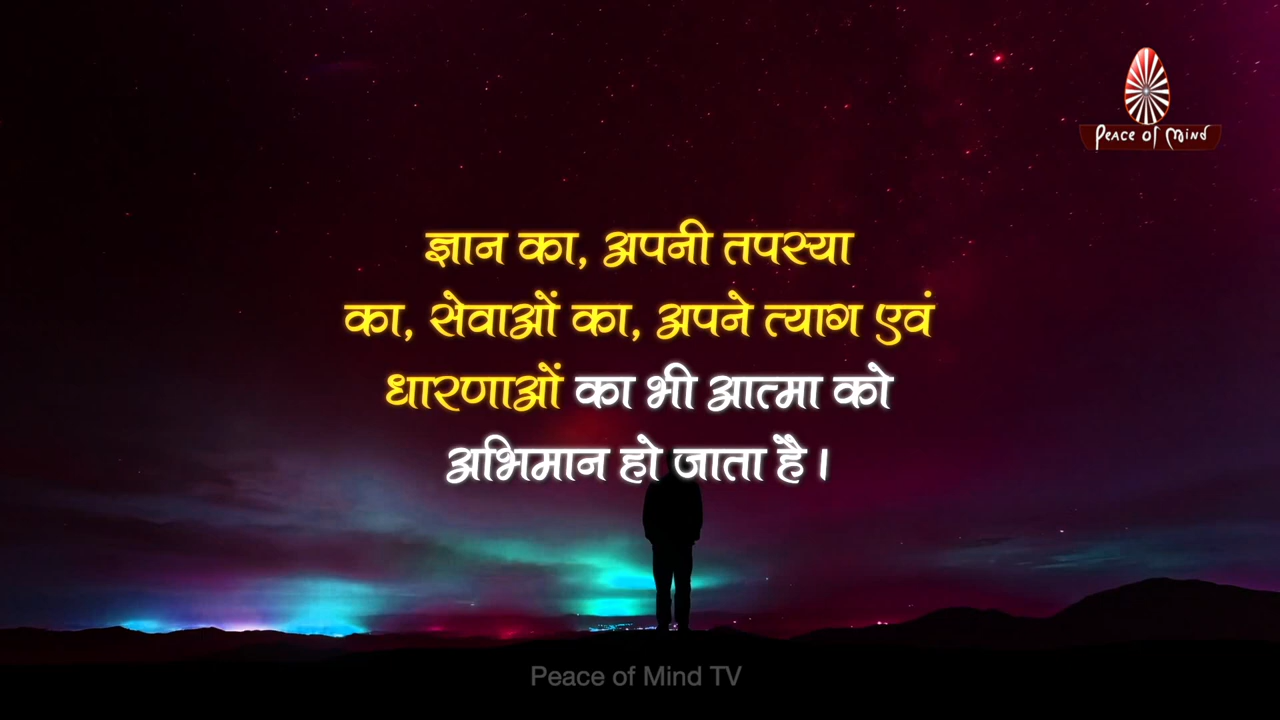 Peace of Mind
ज्ञान का, अपनी तपस्या
का, सेवाओं का, अपने त्याग एवं
धारणाओं का भी आत्मा को
अभिमान हो जाता है।
Peace of Mind TV